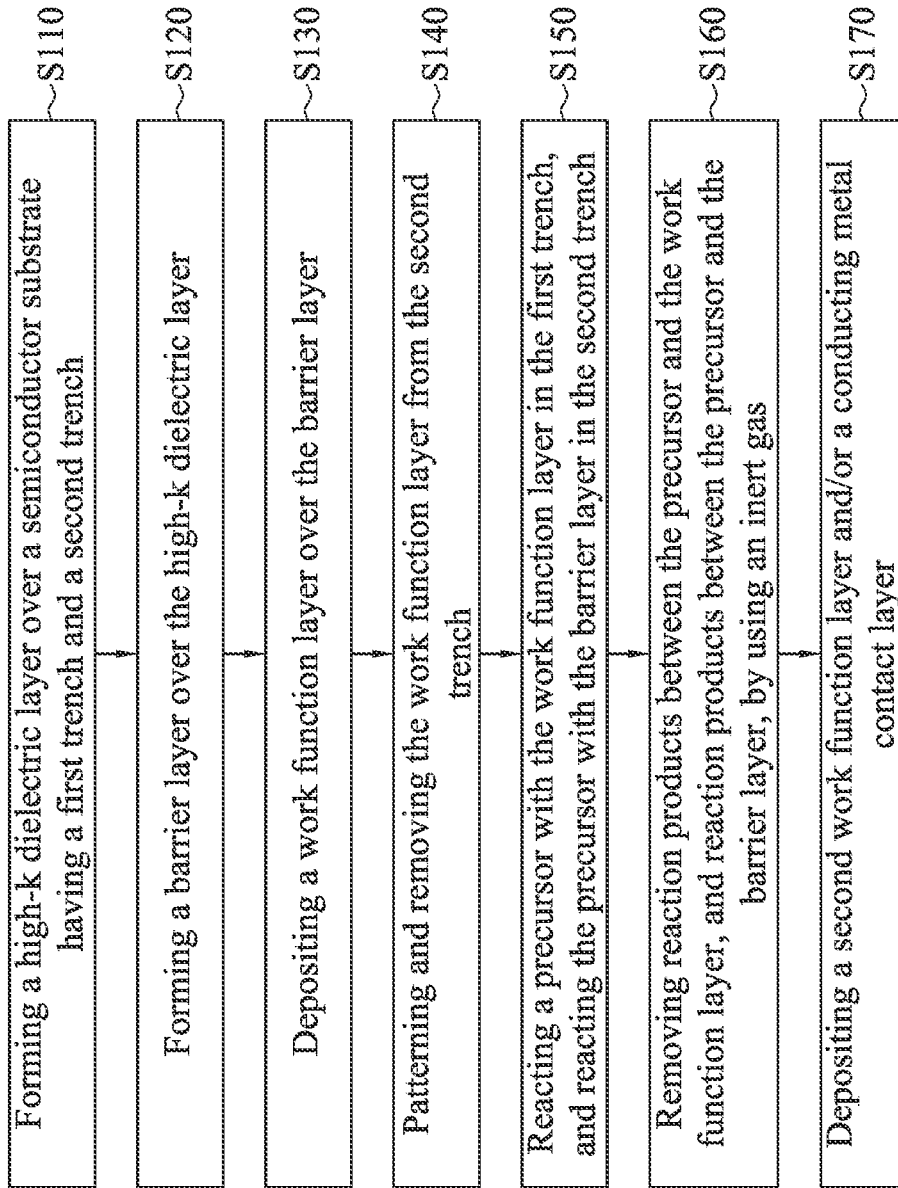 Forming a high-k dielectric layer over a semiconductor substrate
having a first trench and a second trench
S110
Forming a barrier layer over the high-k dielectric layer
S120
Depositing a work function layer over the barrier layer
S130
Patterning and removing the work function layer from the second
trench
S140
Reacting a precursor with the work function layer in the first trench,
and reacting the precursor with the barrier layer in the second trench
S150
Removing reaction products between the precursor and the work
function layer, and reaction products between the precursor and the
barrier layer, by using an inert gas
S160
Depositing a second work function layer and/or a conducting metal
contact layer
S170